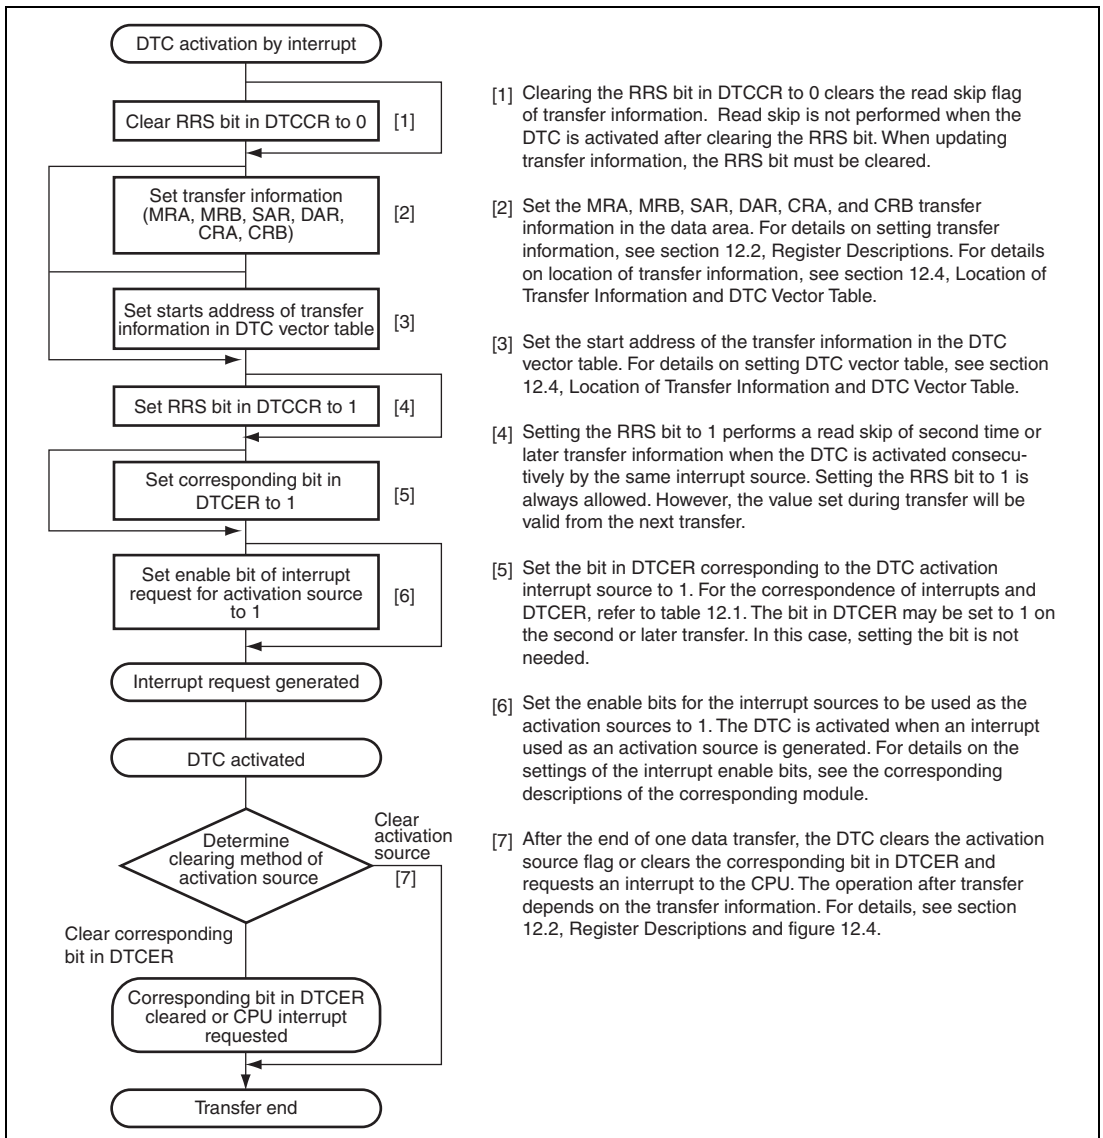 DTC activation by interrupt
Clear RRS bit in DTCCR to 0
[1]
Set transfer information
(MRA, MRB, SAR, DAR,
CRA, CRB)
[2]
Set starts address of transfer
information in DTC vector table
[3]
Set RRS bit in DTCCR to 1
[4]
Set corresponding bit in
DTCER to 1
[5]
Set enable bit of interrupt
request for activation source
to 1
[6]
Interrupt request generated
DTC activated
Determine
clearing method of
activation source
Clear
activation
source
[7]
Clear corresponding
bit in DTCER
Corresponding bit in DTCER
cleared or CPU interrupt
requested
Transfer end
[1] Clearing the RRS bit in DTCCR to 0 clears the read skip flag
of transfer information. Read skip is not performed when the
DTC is activated after clearing the RRS bit. When updating
transfer information, the RRS bit must be cleared.
[2] Set the MRA, MRB, SAR, DAR, CRA, and CRB transfer
information in the data area. For details on setting transfer
information, see section 12.2, Register Descriptions. For details
on location of transfer information, see section 12.4, Location of
Transfer Information and DTC Vector Table.
[3] Set the start address of the transfer information in the DTC
vector table. For details on setting DTC vector table, see section
12.4, Location of Transfer Information and DTC Vector Table.
[4] Setting the RRS bit to 1 performs a read skip of second time or
later transfer information when the DTC is activated consecu-
tively by the same interrupt source. Setting the RRS bit to 1 is
always allowed. However, the value set during transfer will be
valid from the next transfer.
[5] Set the bit in DTCER corresponding to the DTC activation
interrupt source to 1. For the correspondence of interrupts and
DTCER, refer to table 12.1. The bit in DTCER may be set to 1 on
the second or later transfer. In this case, setting the bit is not
needed.
[6] Set the enable bits for the interrupt sources to be used as the
activation sources to 1. The DTC is activated when an interrupt
used as an activation source is generated. For details on the
settings of the interrupt enable bits, see the corresponding
descriptions of the corresponding module.
[7] After the end of one data transfer, the DTC clears the activation
source flag or clears the corresponding bit in DTCER and
requests an interrupt to the CPU. The operation after transfer
depends on the transfer information. For details, see section
12.2, Register Descriptions and figure 12.4.